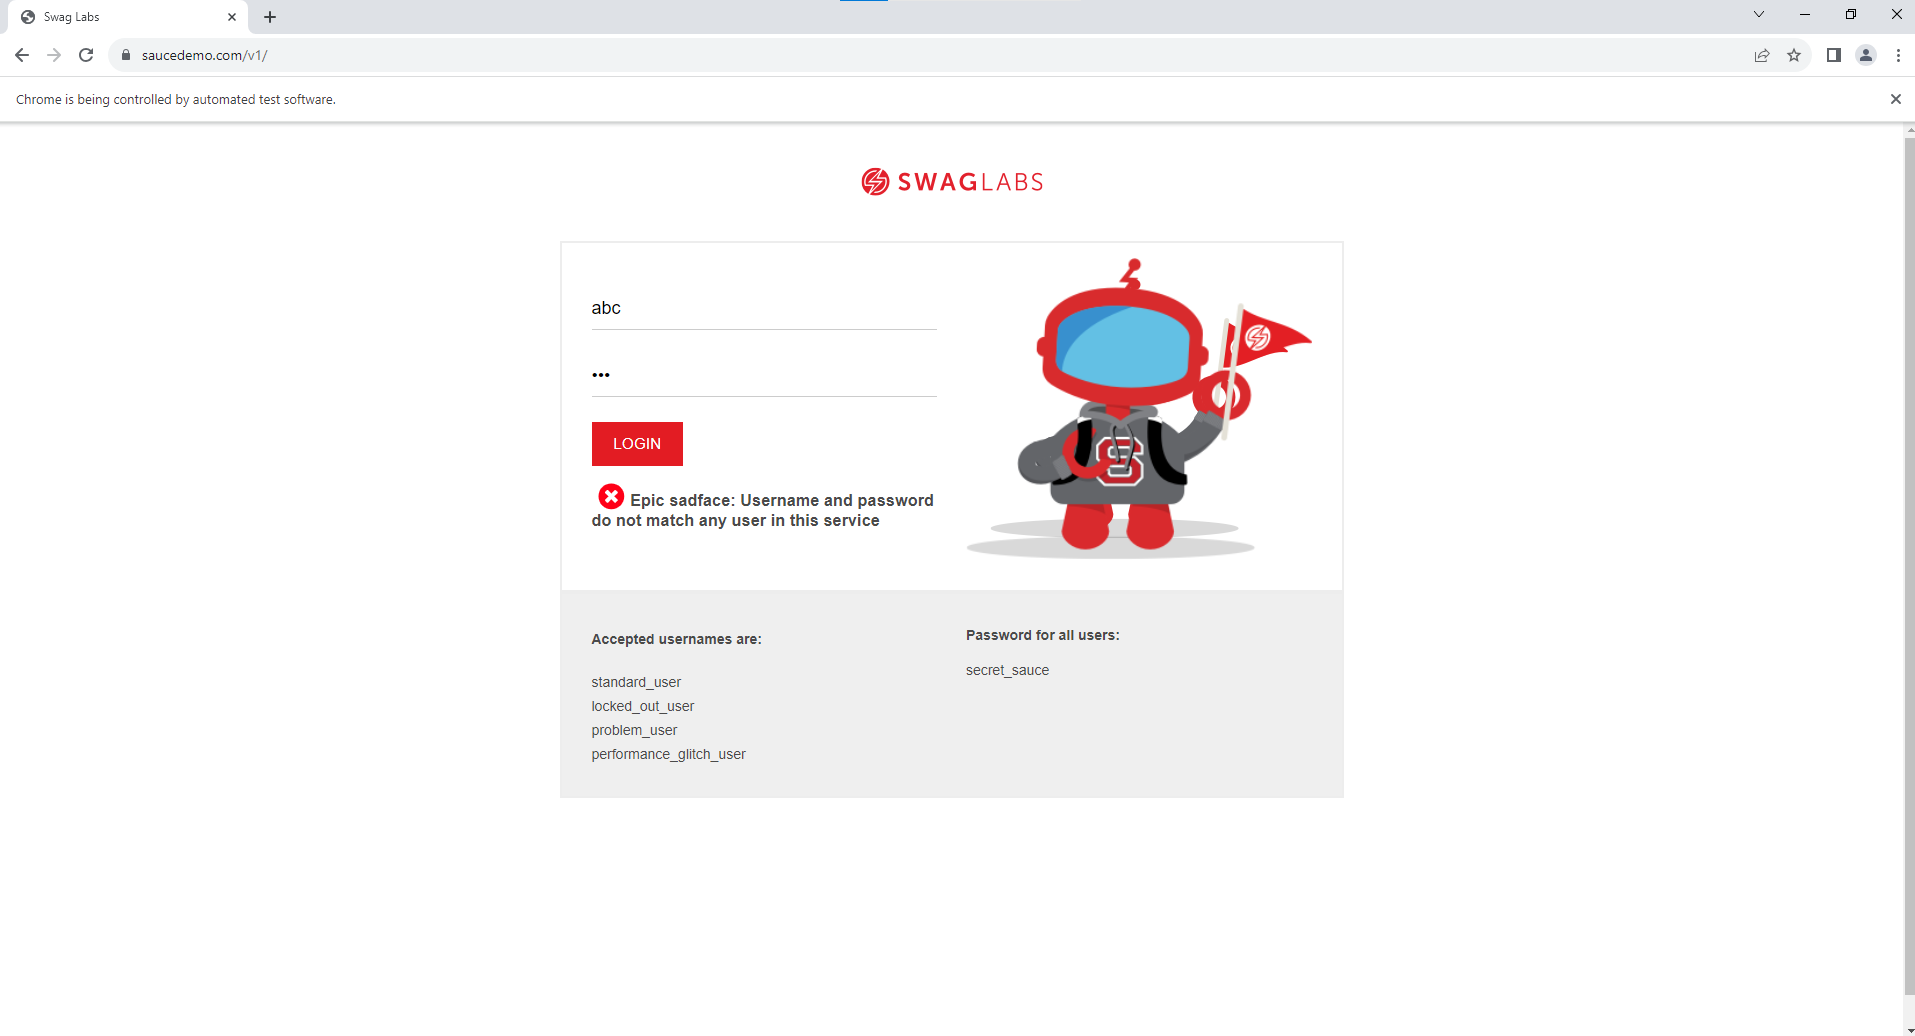 Swag Labs
saucedemo.com/v1/
Chrome is being controlled by automated test software.
SWAGLABS
abc
•••
LOGIN
Epic sadface: Username and password
do not match any user in this service
S
Accepted usernames are:
standard_user
locked_out_user
problem_user
performance_glitch_user
Password for all users:
secret_sauce